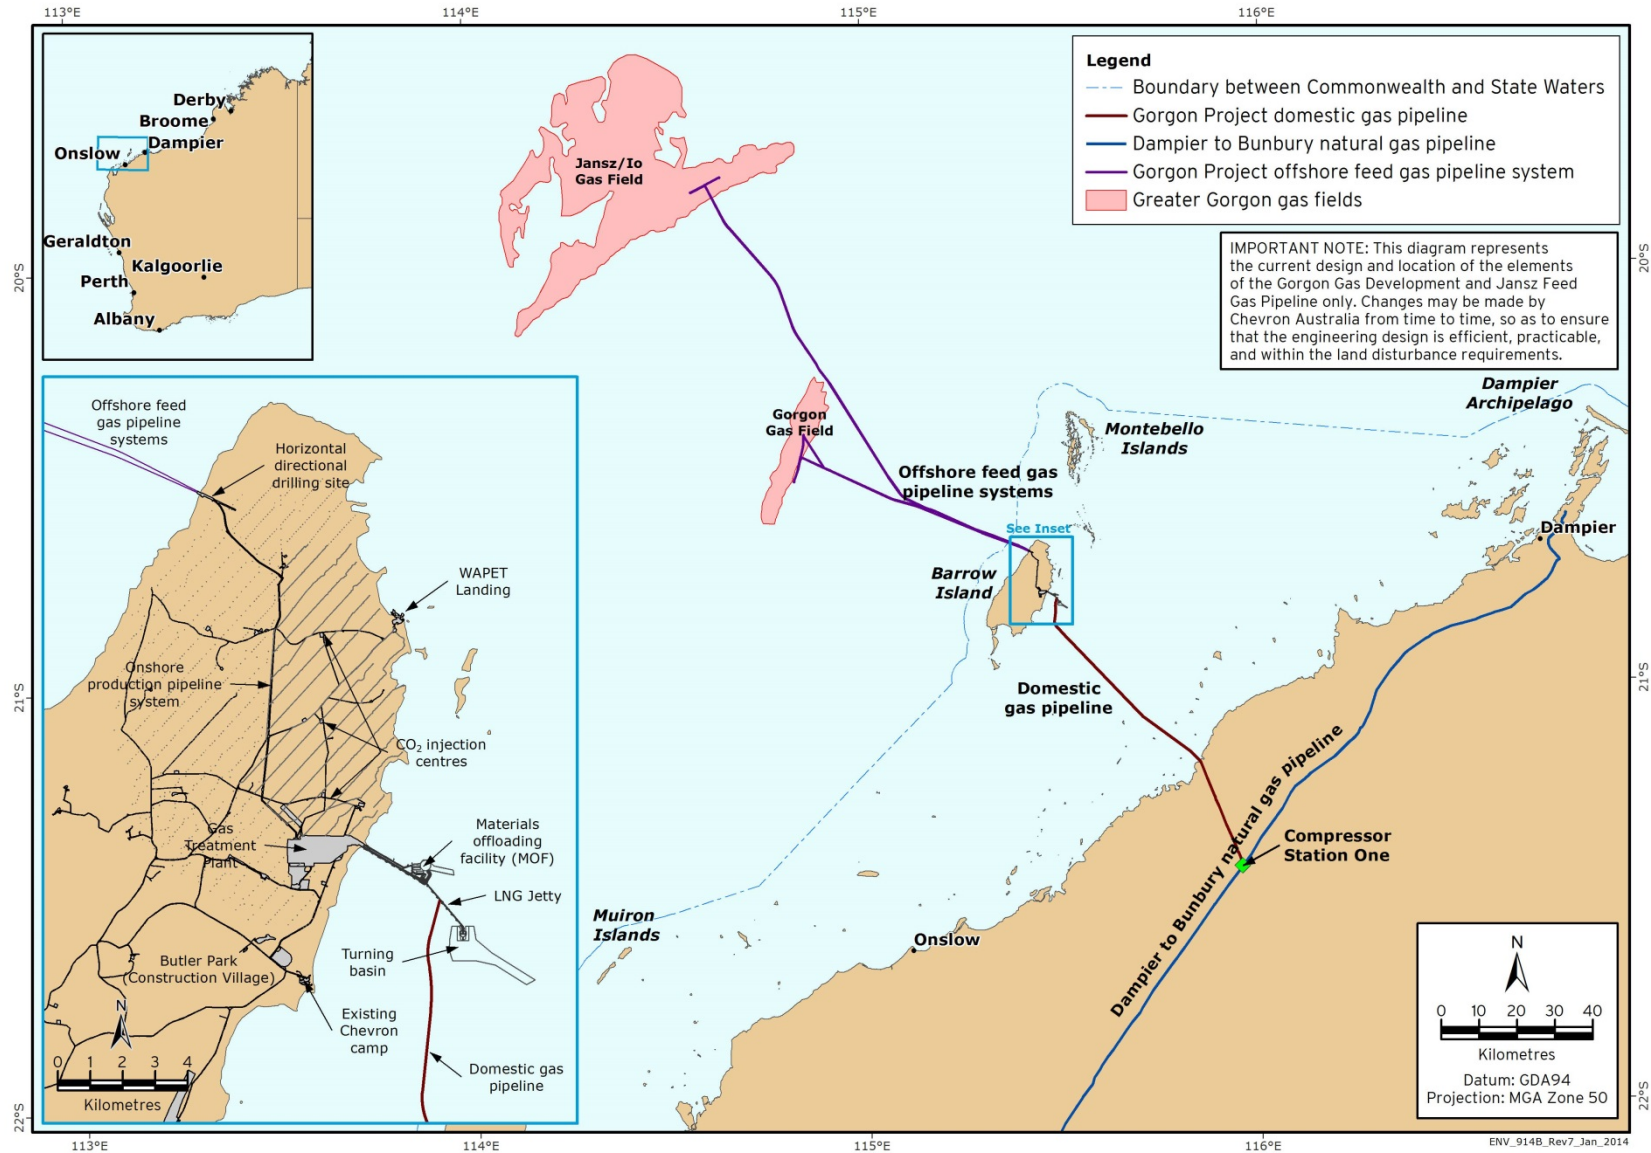 113°E
114°E
115°E
116°E
Derby
Broome
Dampier
Onslow
Geraldton
Kalgoorlie
Perth
Albany
Legend
Boundary between Commonwealth and State Waters
Gorgon Project domestic gas pipeline
Dampier to Bunbury natural gas pipeline
Gorgon Project offshore feed gas pipeline system
Greater Gorgon gas fields
IMPORTANT NOTE: This diagram represents
the current design and location of the elements
of the Gorgon Gas Development and Jansz Feed
Gas Pipeline only. Changes may be made by
Chevron Australia from time to time, so as to ensure
that the engineering design is efficient, practicable,
and within the land disturbance requirements.
20°S
20°S
Jansz/Io
Gas Field
Gorgon
Gas Field
Offshore feed gas
pipeline systems
Montebello
Islands
Dampier
Archipelago
Dampier
See Inset
Barrow
Island
Domestic
gas pipeline
21°S
21°S
Dampier to Bunbury natural gas pipeline
Compressor
Station One
Muiron
Islands
Onslow
Offshore feed
gas pipeline
systems
Horizontal
directional
drilling site
WAPET
Landing
Onshore
production pipeline
system
CO₂ injection
centres
Gas
Treatment
Plant
Materials
offloading
facility (MOF)
LNG Jetty
Turning
basin
Butler Park
(Construction Village)
Existing
Chevron
camp
Domestic gas
pipeline
N
0 1 2 3 4
Kilometres
N
0 10 20 30 40
Kilometres
Datum: GDA94
Projection: MGA Zone 50
22°S
22°S
113°E
114°E
115°E
116°E
ENV_914B_Rev7_Jan_2014